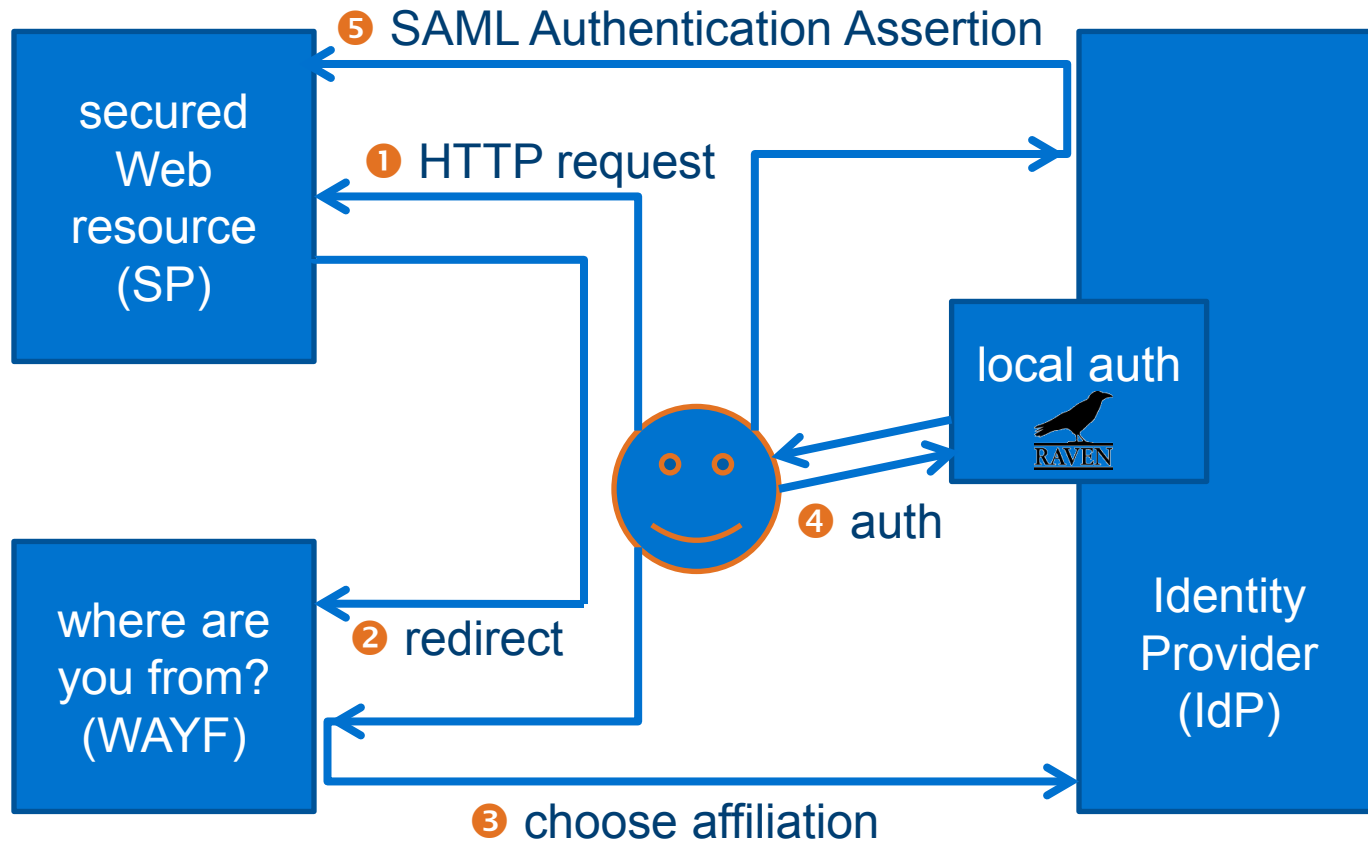 ❺ SAML Authentication Assertion
secured
Web
resource
(SP)
❶ HTTP request
local auth
RAVEN
❹ auth
where are
you from?
(WAYF)
❷ redirect
Identity
Provider
(IdP)
❸ choose affiliation